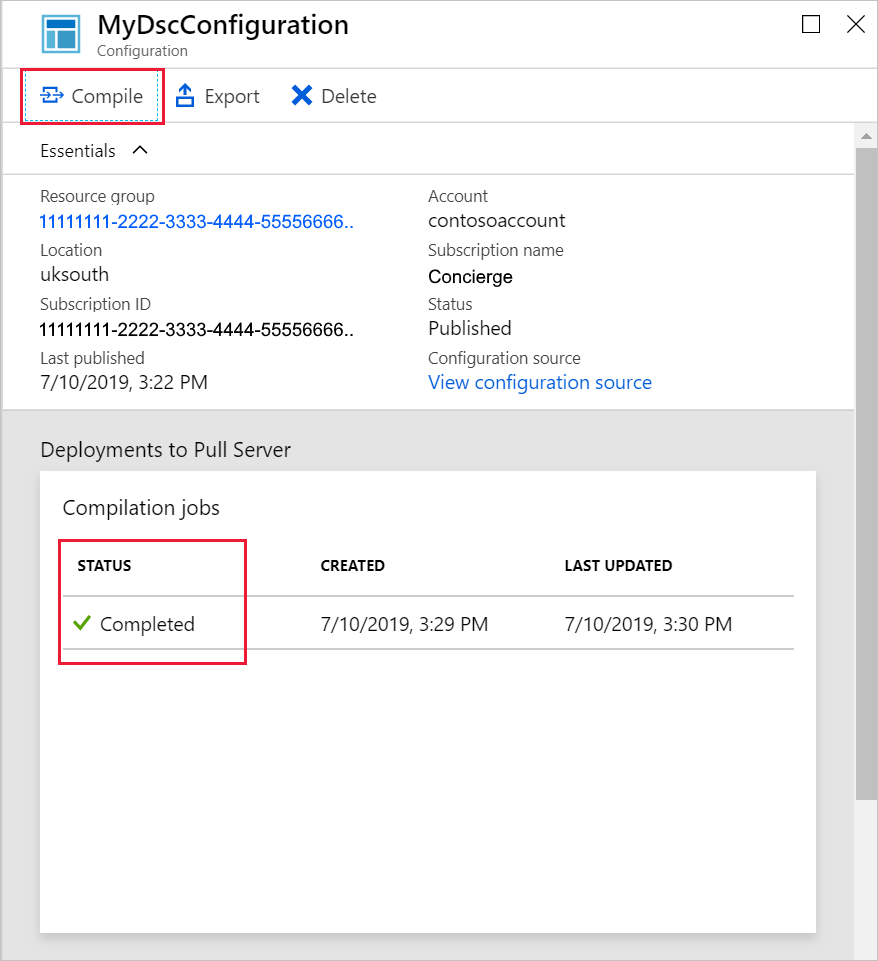 MyDscConfiguration
Configuration
Compile Export Delete
Essentials
Resource group
11111111-2222-3333-4444-55556666..
Account
contosoaccount
Location
uksouth
Subscription name
Concierge
Subscription ID
11111111-2222-3333-4444-55556666..
Status
Published
Last published
7/10/2019, 3:22 PM
Configuration source
View configuration source
Deployments to Pull Server
Compilation jobs
STATUS CREATED LAST UPDATED
Completed 7/10/2019, 3:29 PM 7/10/2019, 3:30 PM